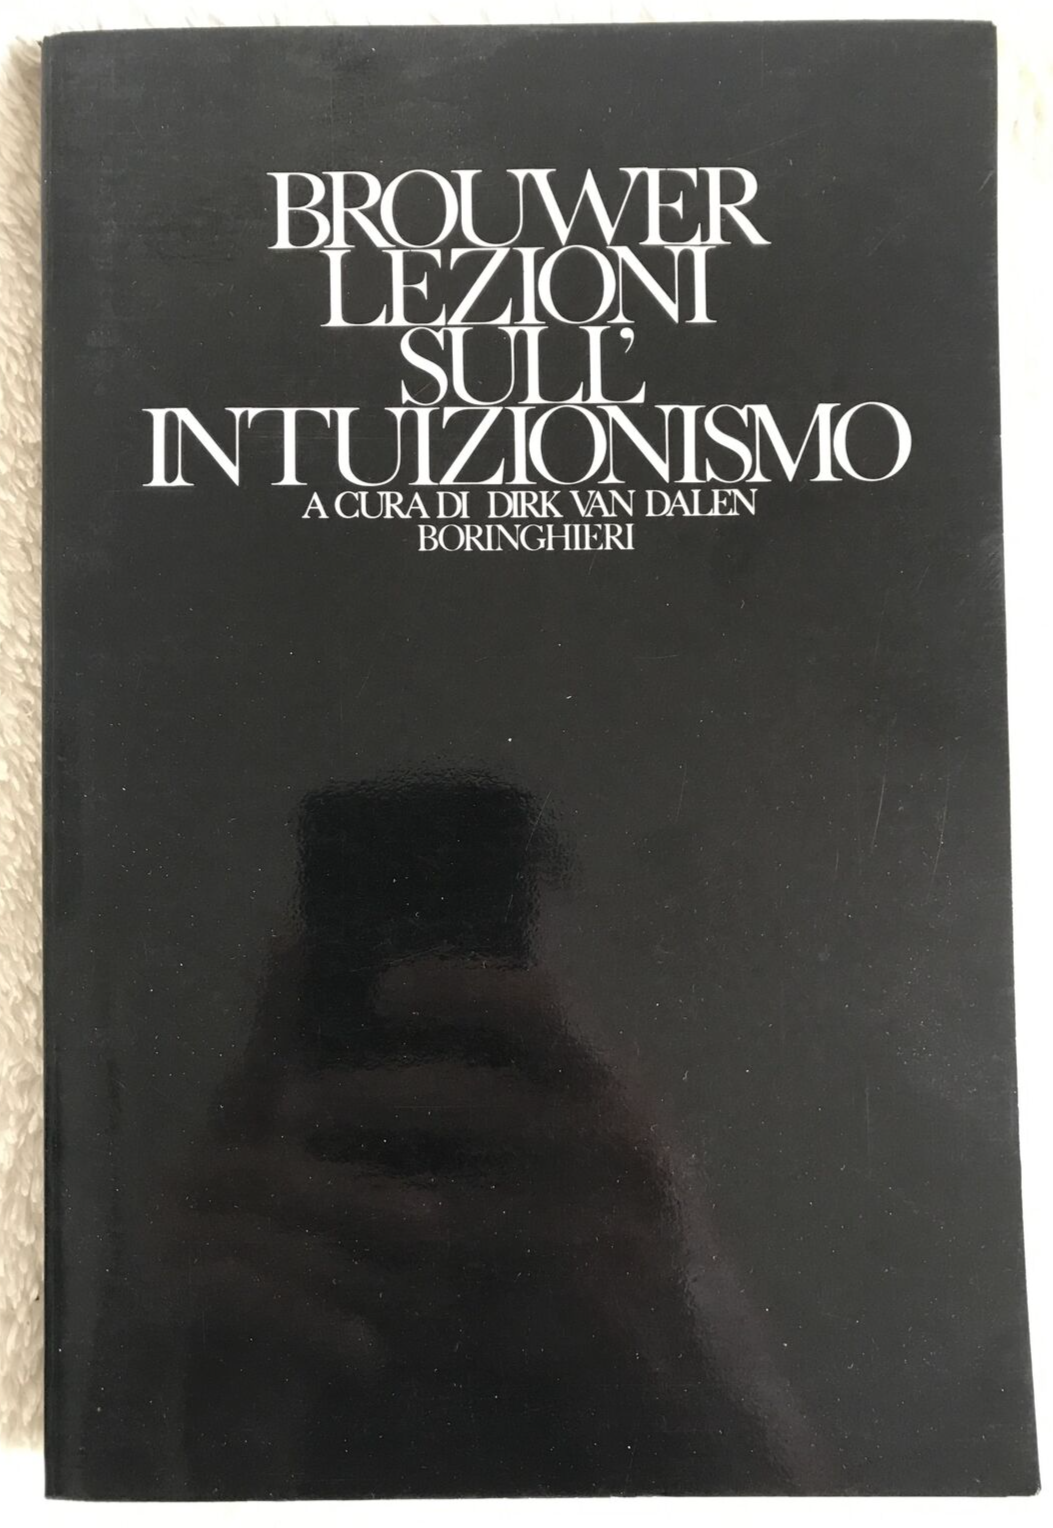 BROUWER
LEZIONI
SULL'
INTUIZIONISMO
A CURA DI DIRK VAN DALEN
BORINGHIERI